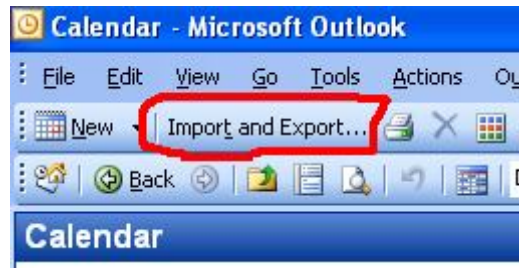 Calendar - Microsoft Outlook
File Edit View Go Tools Actions
New Import and Export...
Back
Calendar